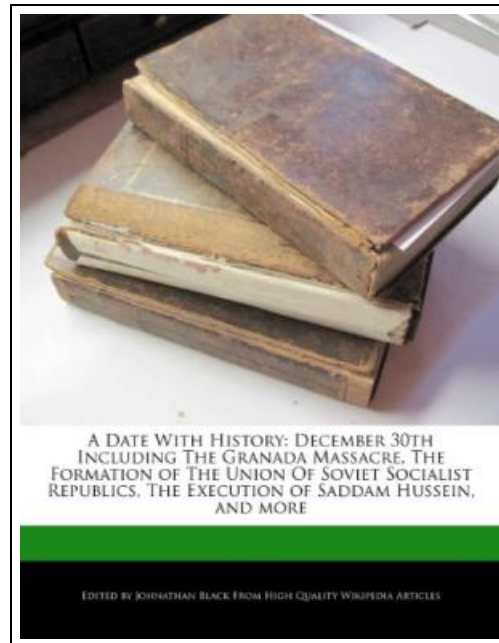 A DATE WITH HISTORY: DECEMBER 30TH
INCLUDING THE GRANADA MASSACRE, THE
FORMATION OF THE UNION OF SOVIET SOCIALIST
REPUBLICS, THE EXECUTION OF SADDAM HUSSEIN,
AND MORE
EDITED BY JOHNATHAN BLACK FROM HIGH QUALITY WIKIPEDIA ARTICLES